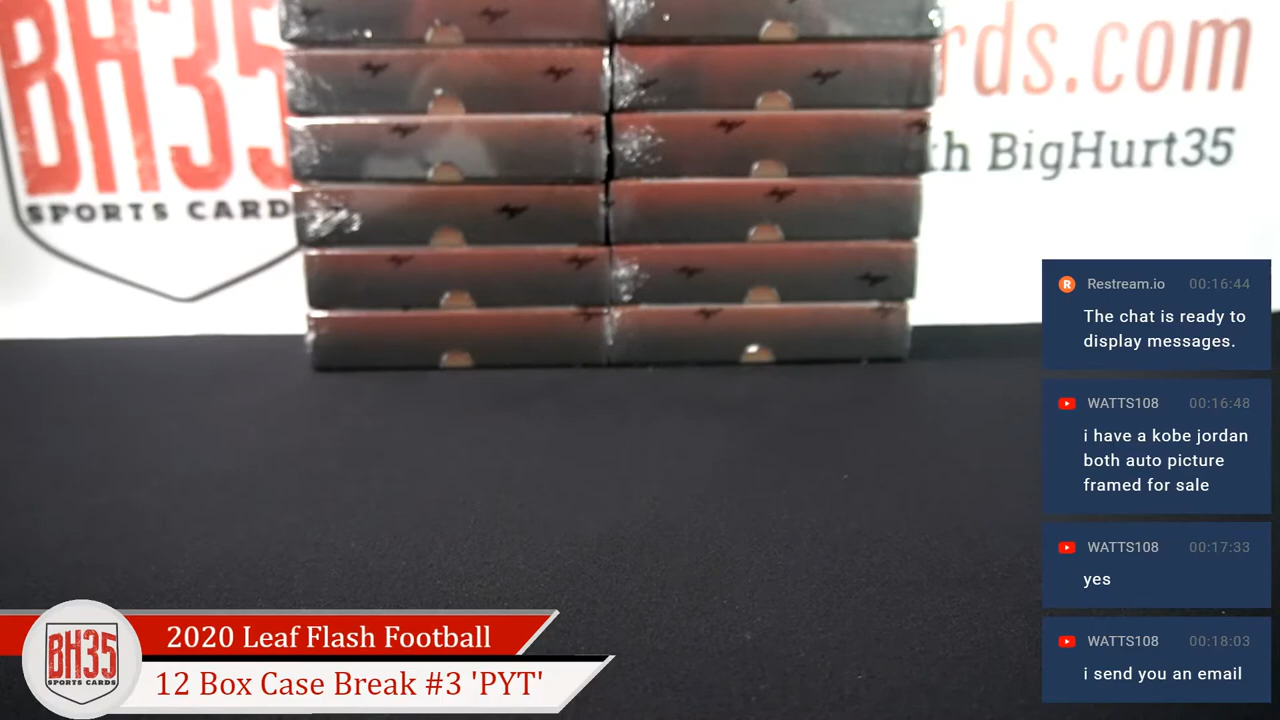 BH35
SPORTS CARD
rds.com
th BigHurt35
Restream.io 00:16:44
The chat is ready to
display messages.
WATTS108 00:16:48
i have a kobe jordan
both auto picture
framed for sale
WATTS108 00:17:33
yes
WATTS108 00:18:03
i send you an email
BH35
SPORTS CARDS
2020 Leaf Flash Football
12 Box Case Break #3 'PYT'